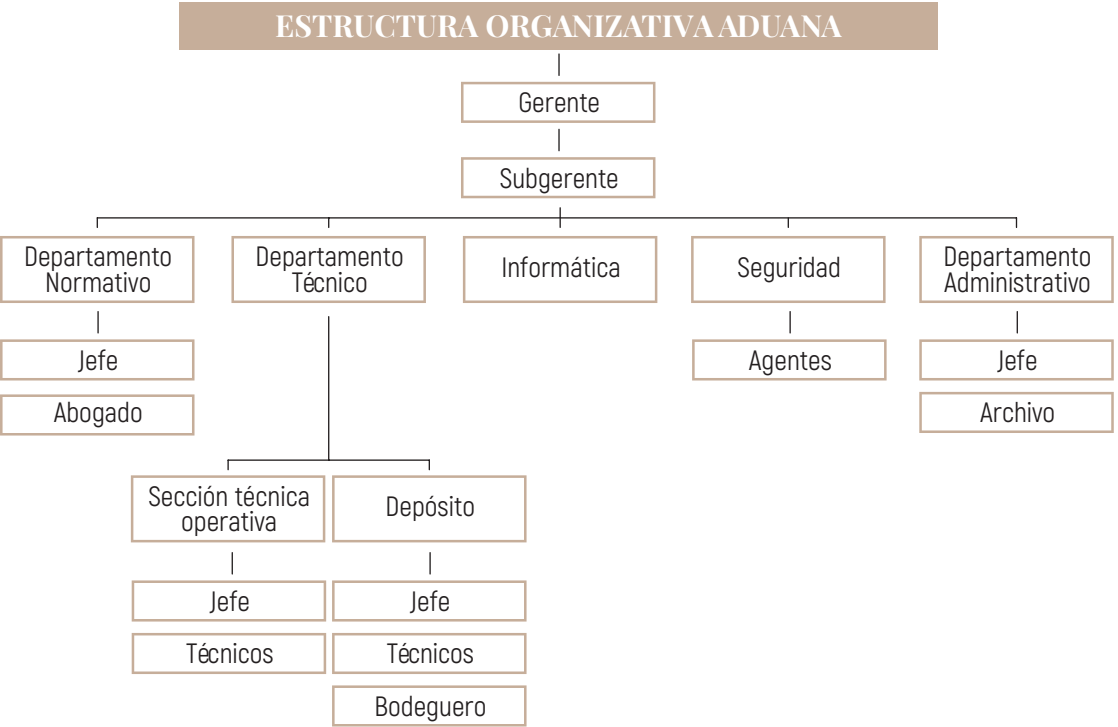 ESTRUCTURA ORGANIZATIVA ADUANA
Gerente
Subgerente
Departamento
Normativo
Departamento
Técnico
Informática
Seguridad
Departamento
Administrativo
Jefe
Agentes
Jefe
Abogado
Archivo
Sección técnica
operativa
Depósito
Jefe
Jefe
Técnicos
Técnicos
Bodeguero